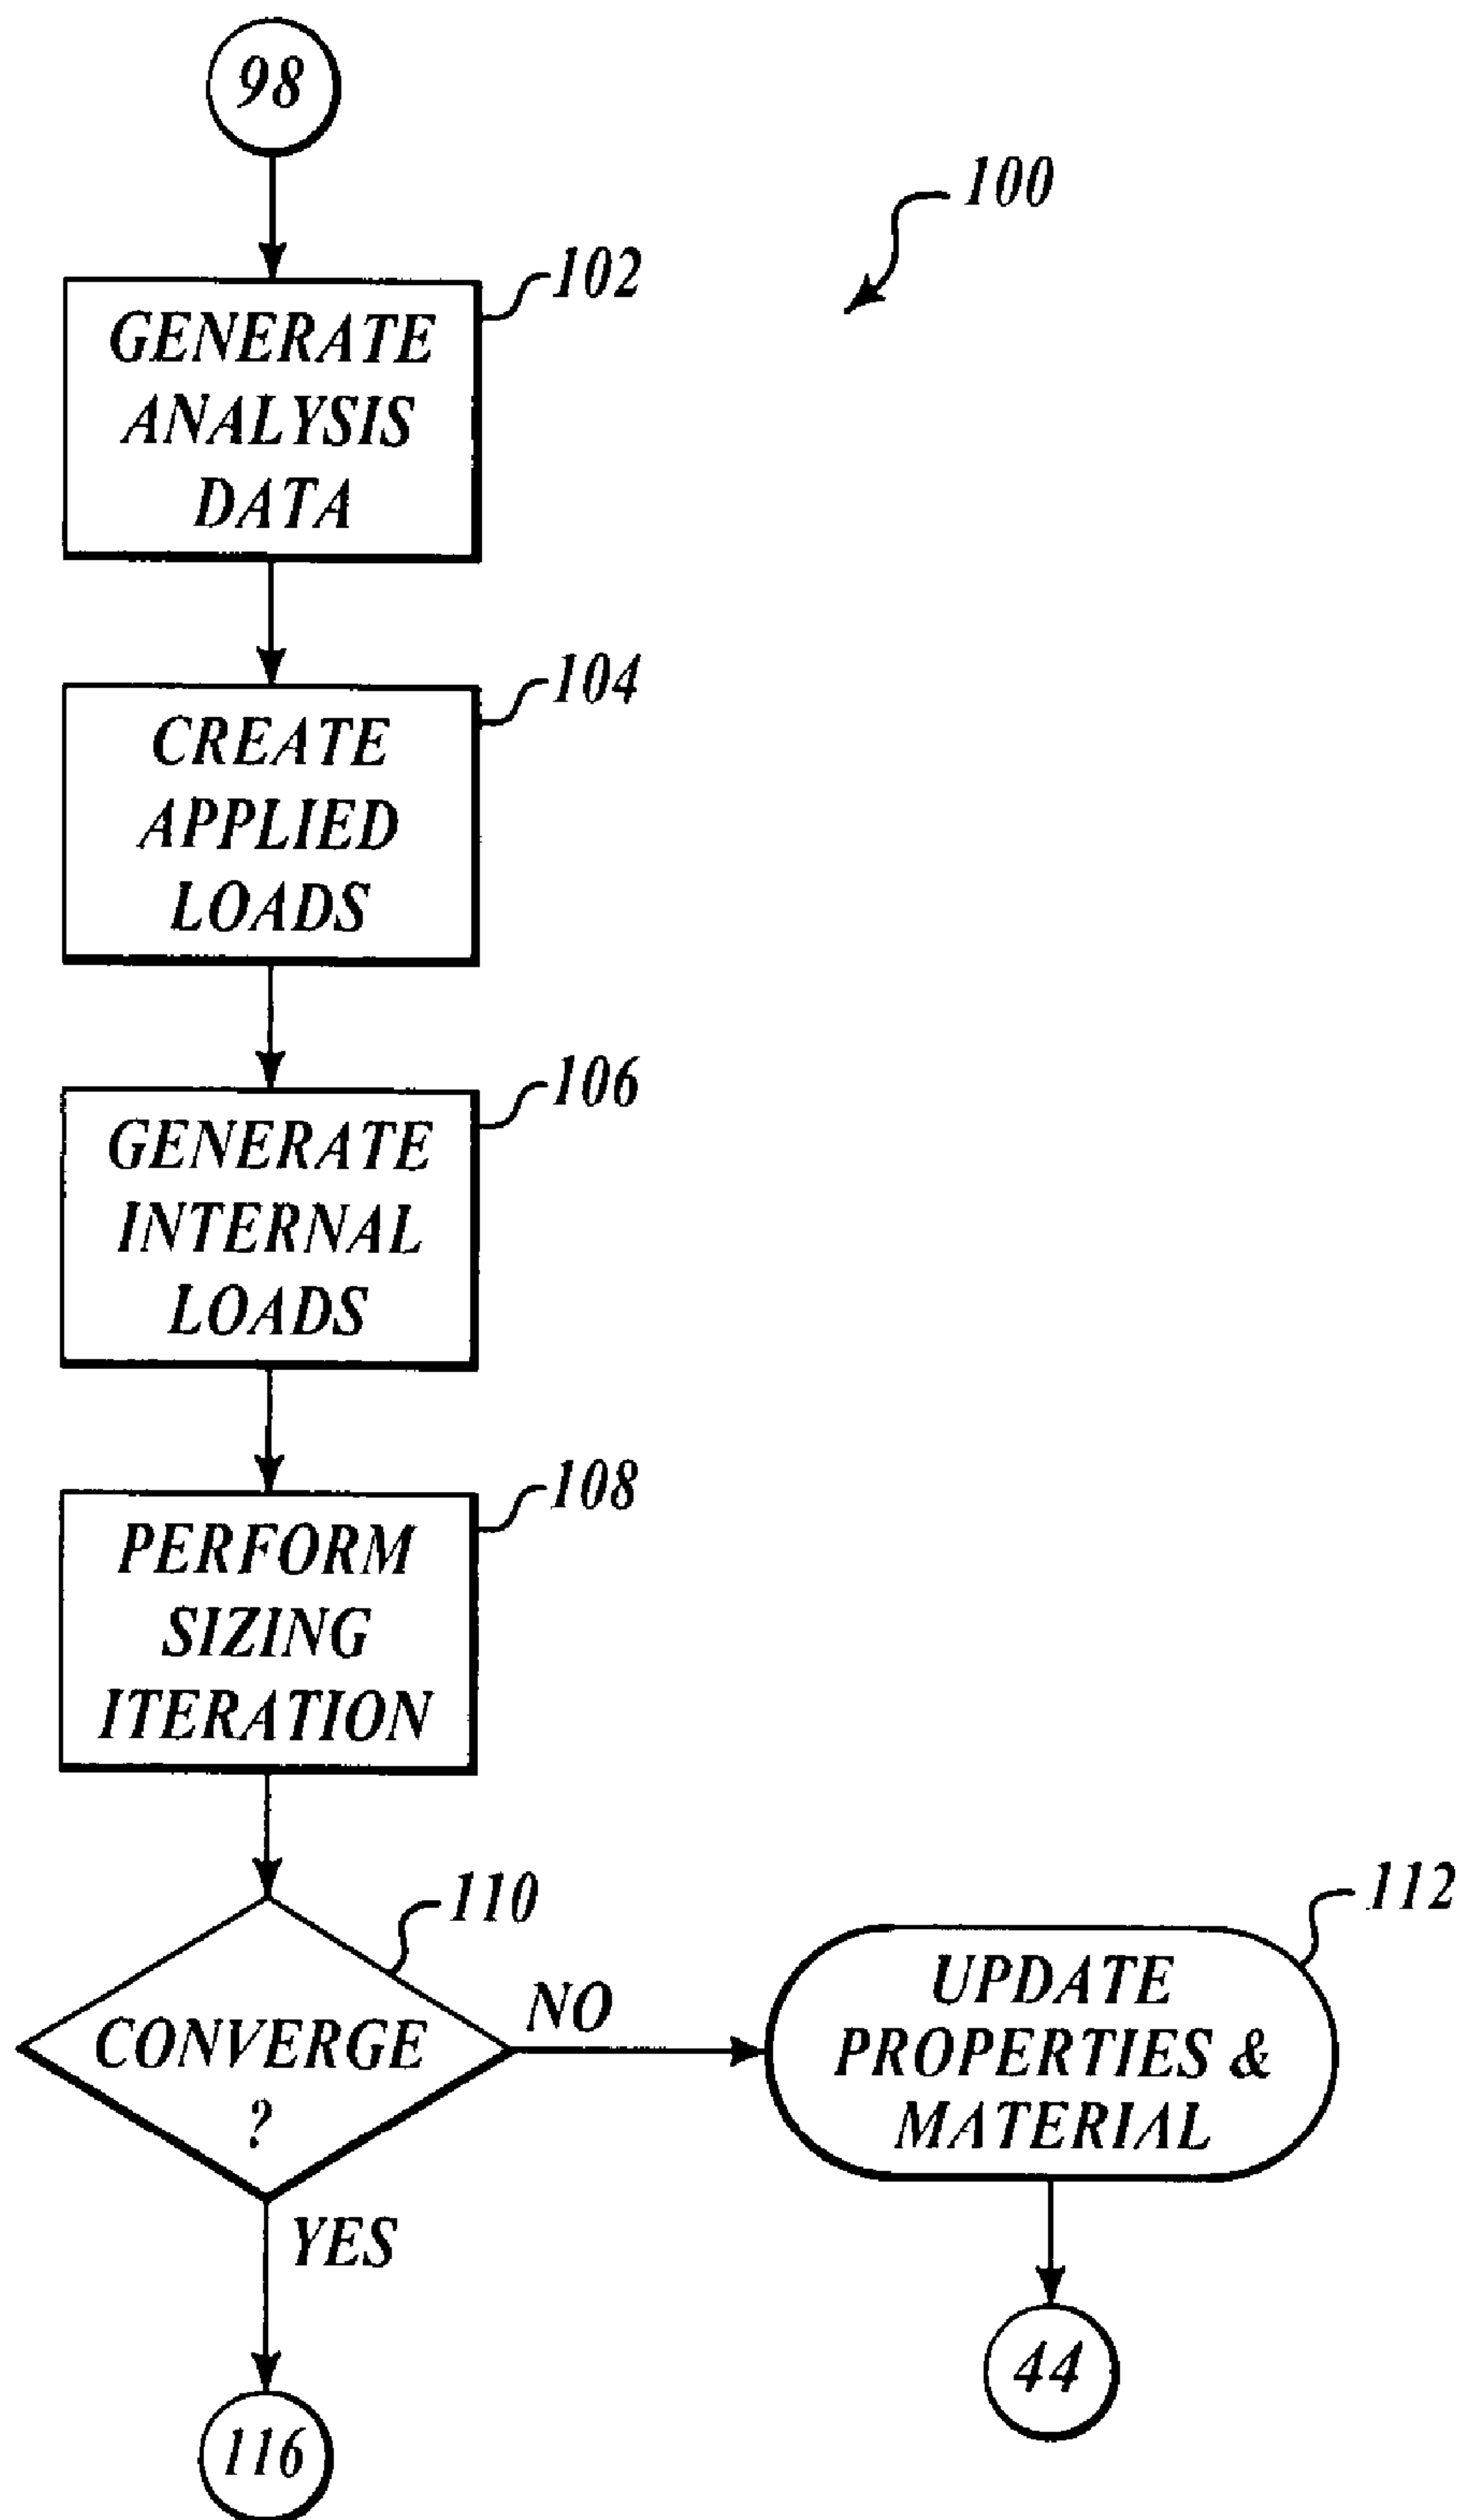 98
100
102
GENERATE
ANALYSIS
DATA
104
CREATE
APPLIED
LOADS
106
GENERATE
INTERNAL
LOADS
108
PERFORM
SIZING
ITERATION
110
CONVERGE
?
NO
112
UPDATE
PROPERTIES &
MATERIAL
YES
44
116